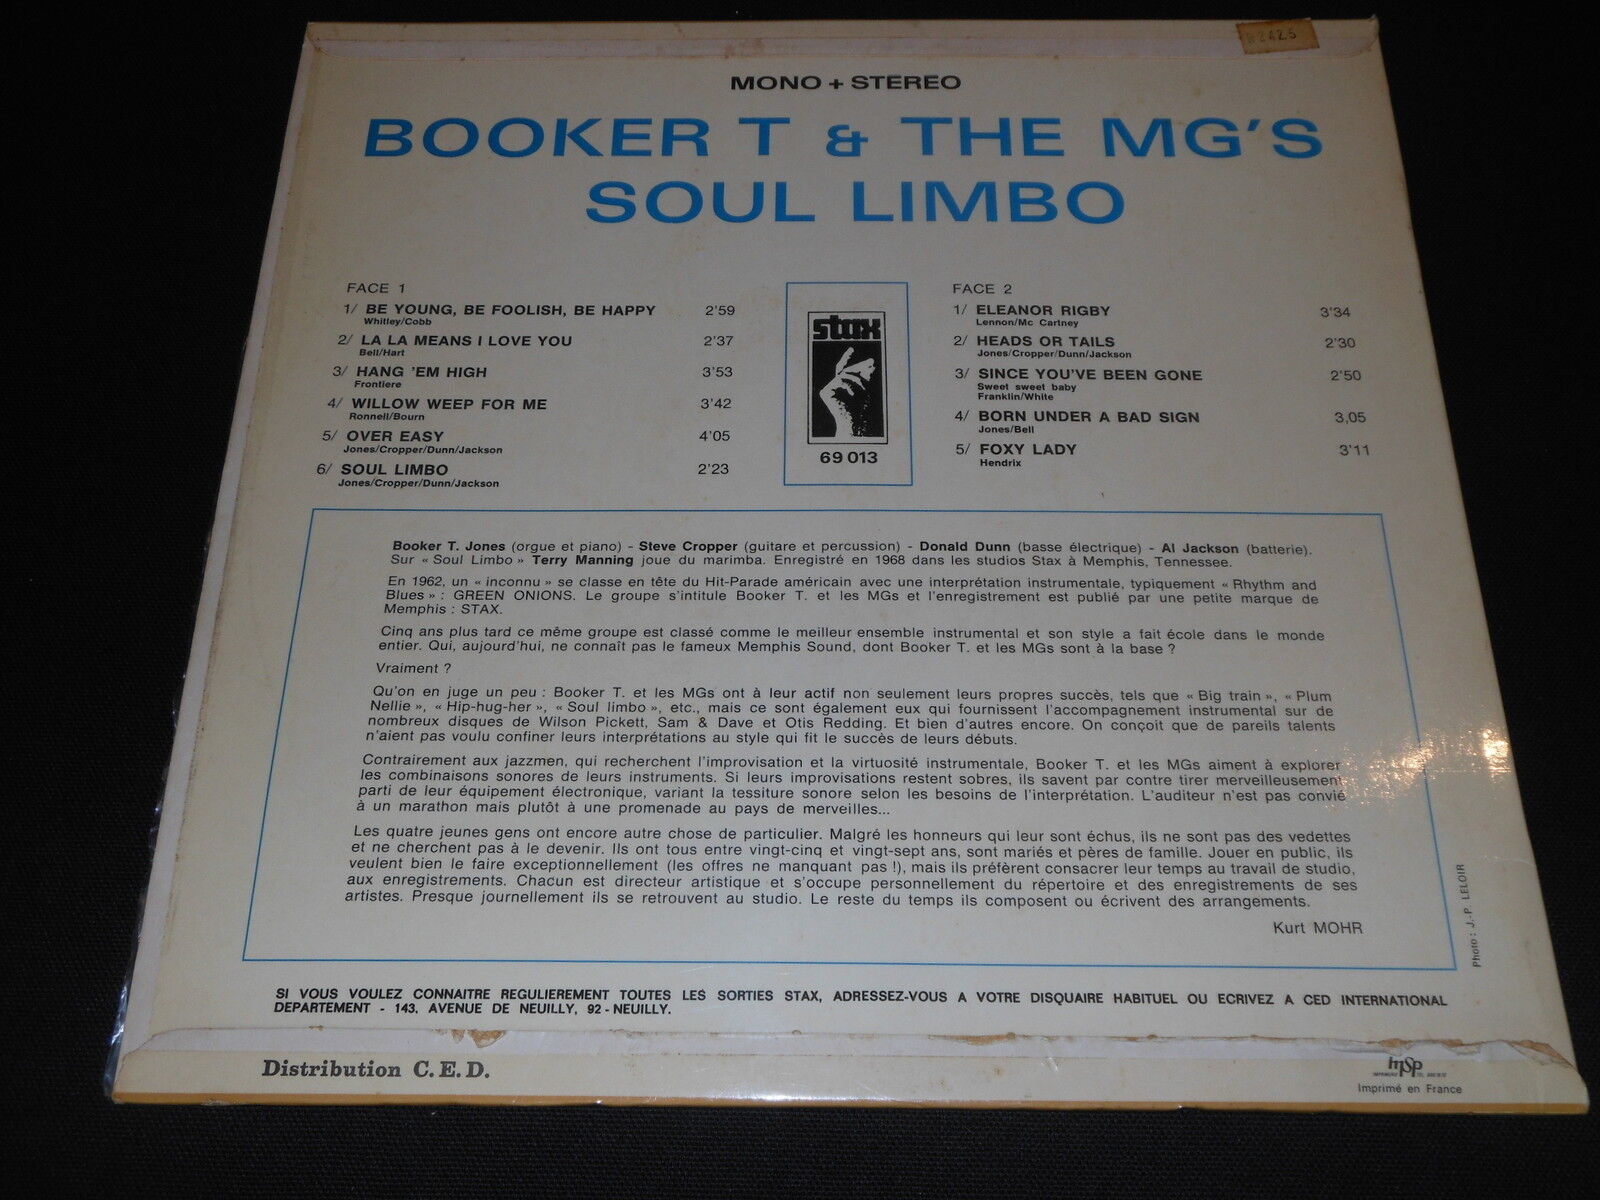 MONO + STEREO
BOOKER T & THE MG'S
SOUL LIMBO
FACE 1
1/ BE YOUNG, BE FOOLISH, BE HAPPY 2'59
Whitley/Cobb
2/ LA LA MEANS I LOVE YOU 2'37
Bell/Hart
3/ HANG 'EM HIGH 3'53
Frontiere
4/ WILLOW WEEP FOR ME 3'42
Ronnell/Bourn
5/ OVER EASY 4'05
Jones/Cropper/Dunn/Jackson
6/ SOUL LIMBO 2'23
Jones/Cropper/Dunn/Jackson
stax
69 013
FACE 2
1/ ELEANOR RIGBY 3'34
Lennon/Mc Cartney
2/ HEADS OR TAILS 2'30
Jones/Cropper/Dunn/Jackson
3/ SINCE YOU'VE BEEN GONE 2'50
Sweet sweet baby
Franklin/White
4/ BORN UNDER A BAD SIGN 3,05
Jones/Bell
5/ FOXY LADY 3'11
Hendrix
Booker T. Jones (orgue et piano) - Steve Cropper (guitare et percussion) - Donald Dunn (basse électrique) - Al Jackson (batterie).
Sur « Soul Limbo » Terry Manning joue du marimba. Enregistré en 1968 dans les studios Stax à Memphis, Tennessee.
En 1962, un « inconnu » se classe en tête du Hit-Parade américain avec une interprétation instrumentale, typiquement « Rhythm and
Blues » : GREEN ONIONS. Le groupe s'intitule Booker T. et les MGs et l'enregistrement est publié par une petite marque de
Memphis : STAX.
Cinq ans plus tard ce même groupe est classé comme le meilleur ensemble instrumental et son style a fait école dans le monde
entier. Qui, aujourd'hui, ne connaît pas le fameux Memphis Sound, dont Booker T. et les MGs sont à la base ?
Vraiment ?
Qu'on en juge un peu : Booker T. et les MGs ont à leur actif non seulement leurs propres succès, tels que « Big train », « Plum
Nellie », « Hip-hug-her », « Soul limbo », etc., mais ce sont également eux qui fournissent l'accompagnement instrumental sur de
nombreux disques de Wilson Pickett, Sam & Dave et Otis Redding. Et bien d'autres encore. On conçoit que de pareils talents
n'aient pas voulu confiner leurs interprétations au style qui fit le succès de leurs débuts.
Contrairement aux jazzmen, qui recherchent l'improvisation et la virtuosité instrumentale, Booker T. et les MGs aiment à explorer
les combinaisons sonores de leurs instruments. Si leurs improvisations restent sobres, ils savent par contre tirer merveilleusement
parti de leur équipement électronique, variant la tessiture sonore selon les besoins de l'interprétation. L'auditeur n'est pas convié
à un marathon mais plutôt à une promenade au pays de merveilles...
Les quatre jeunes gens ont encore autre chose de particulier. Malgré les honneurs qui leur sont échus, ils ne sont pas des vedettes
et ne cherchent pas à le devenir. Ils ont tous entre vingt-cinq et vingt-sept ans, sont mariés et pères de famille. Jouer en public, ils
veulent bien le faire exceptionnellement (les offres ne manquant pas !), mais ils préfèrent consacrer leur temps au travail de studio,
aux enregistrements. Chacun est directeur artistique et s'occupe personnellement du répertoire et des enregistrements de ses
artistes. Presque journellement ils se retrouvent au studio. Le reste du temps ils composent ou écrivent des arrangements.
Kurt MOHR
Photo : J.-P. LELOIR
SI VOUS VOULEZ CONNAITRE REGULIEREMENT TOUTES LES SORTIES STAX, ADRESSEZ-VOUS A VOTRE DISQUAIRE HABITUEL OU ECRIVEZ A CED INTERNATIONAL
DEPARTEMENT - 143, AVENUE DE NEUILLY, 92 - NEUILLY.
Distribution C.E.D.
Imprimé en France